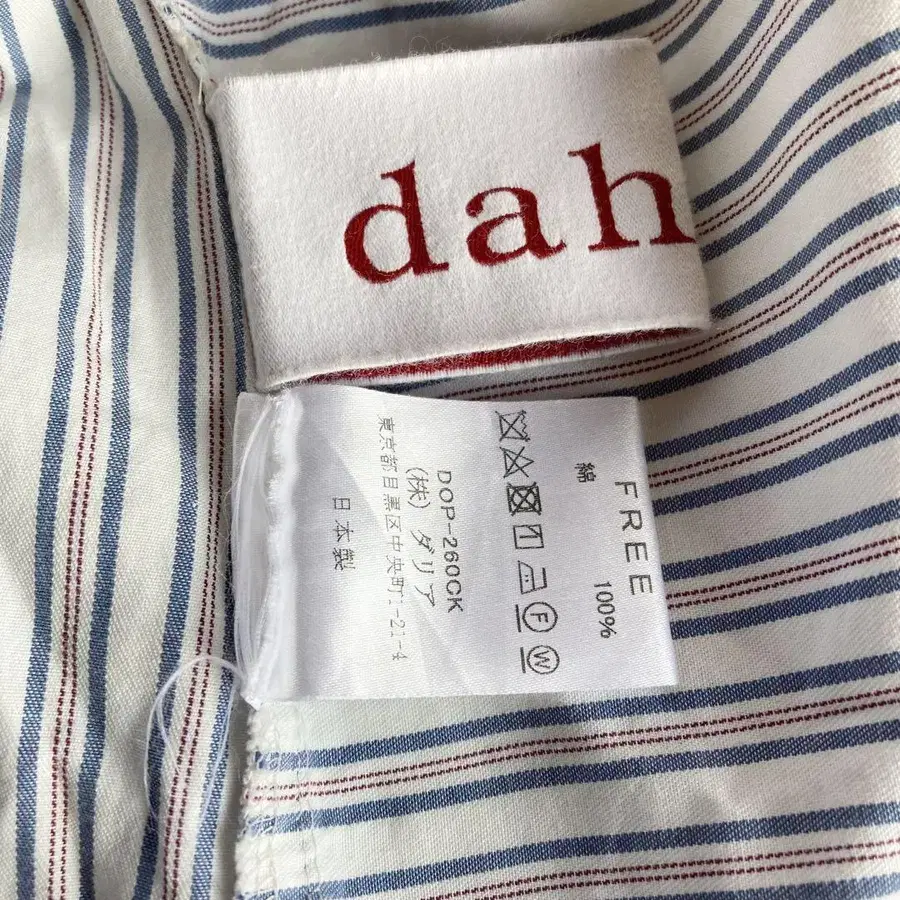 dah
FREE
綿 100%
DOP-260CK
(株)ダリア
東京都目黒区中央町1-21-4
日本製